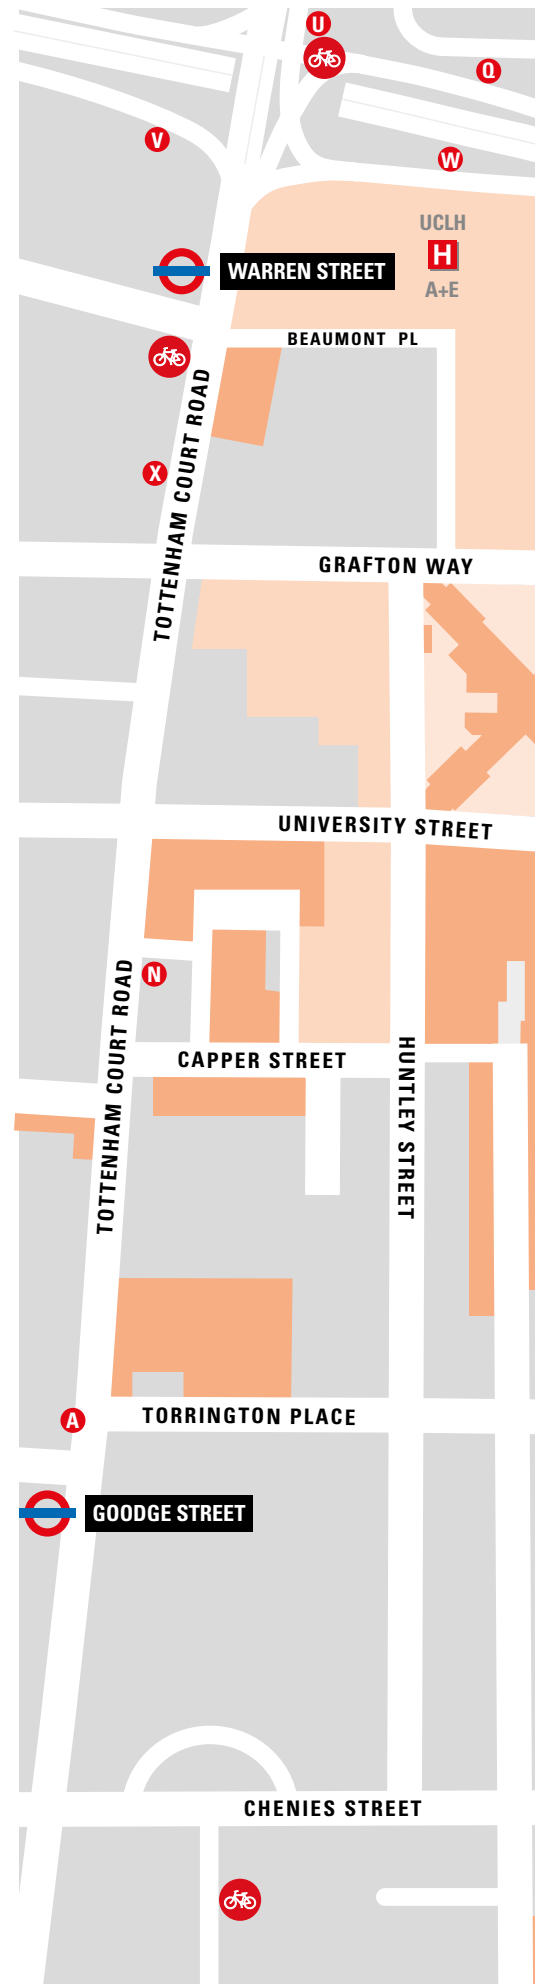 U
Q
V
W
UCLH
H
A+E
WARREN STREET
BEAUMONT PL
TOTTENHAM COURT ROAD
X
GRAFTON WAY
UNIVERSITY STREET
N
TOTTENHAM COURT ROAD
CAPPER STREET
HUNTLEY STREET
A
TORRINGTON PLACE
GOODGE STREET
CHENIES STREET